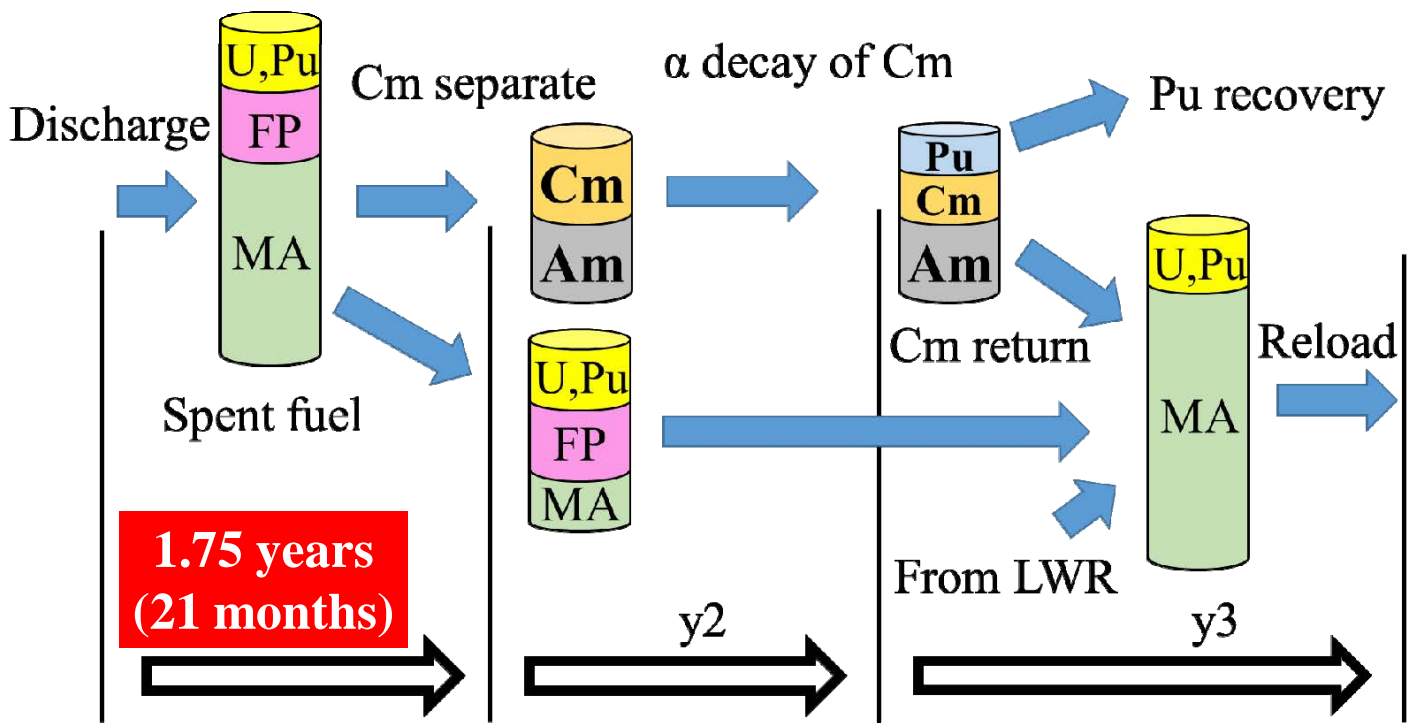 Discharge
U,Pu
FP
MA
Spent fuel
Cm separate
Cm
Am
U,Pu
FP
MA
α decay of Cm
Pu
Cm
Am
Pu recovery
Cm return
From LWR
U,Pu
MA
Reload
1.75 years
(21 months)
y2
y3